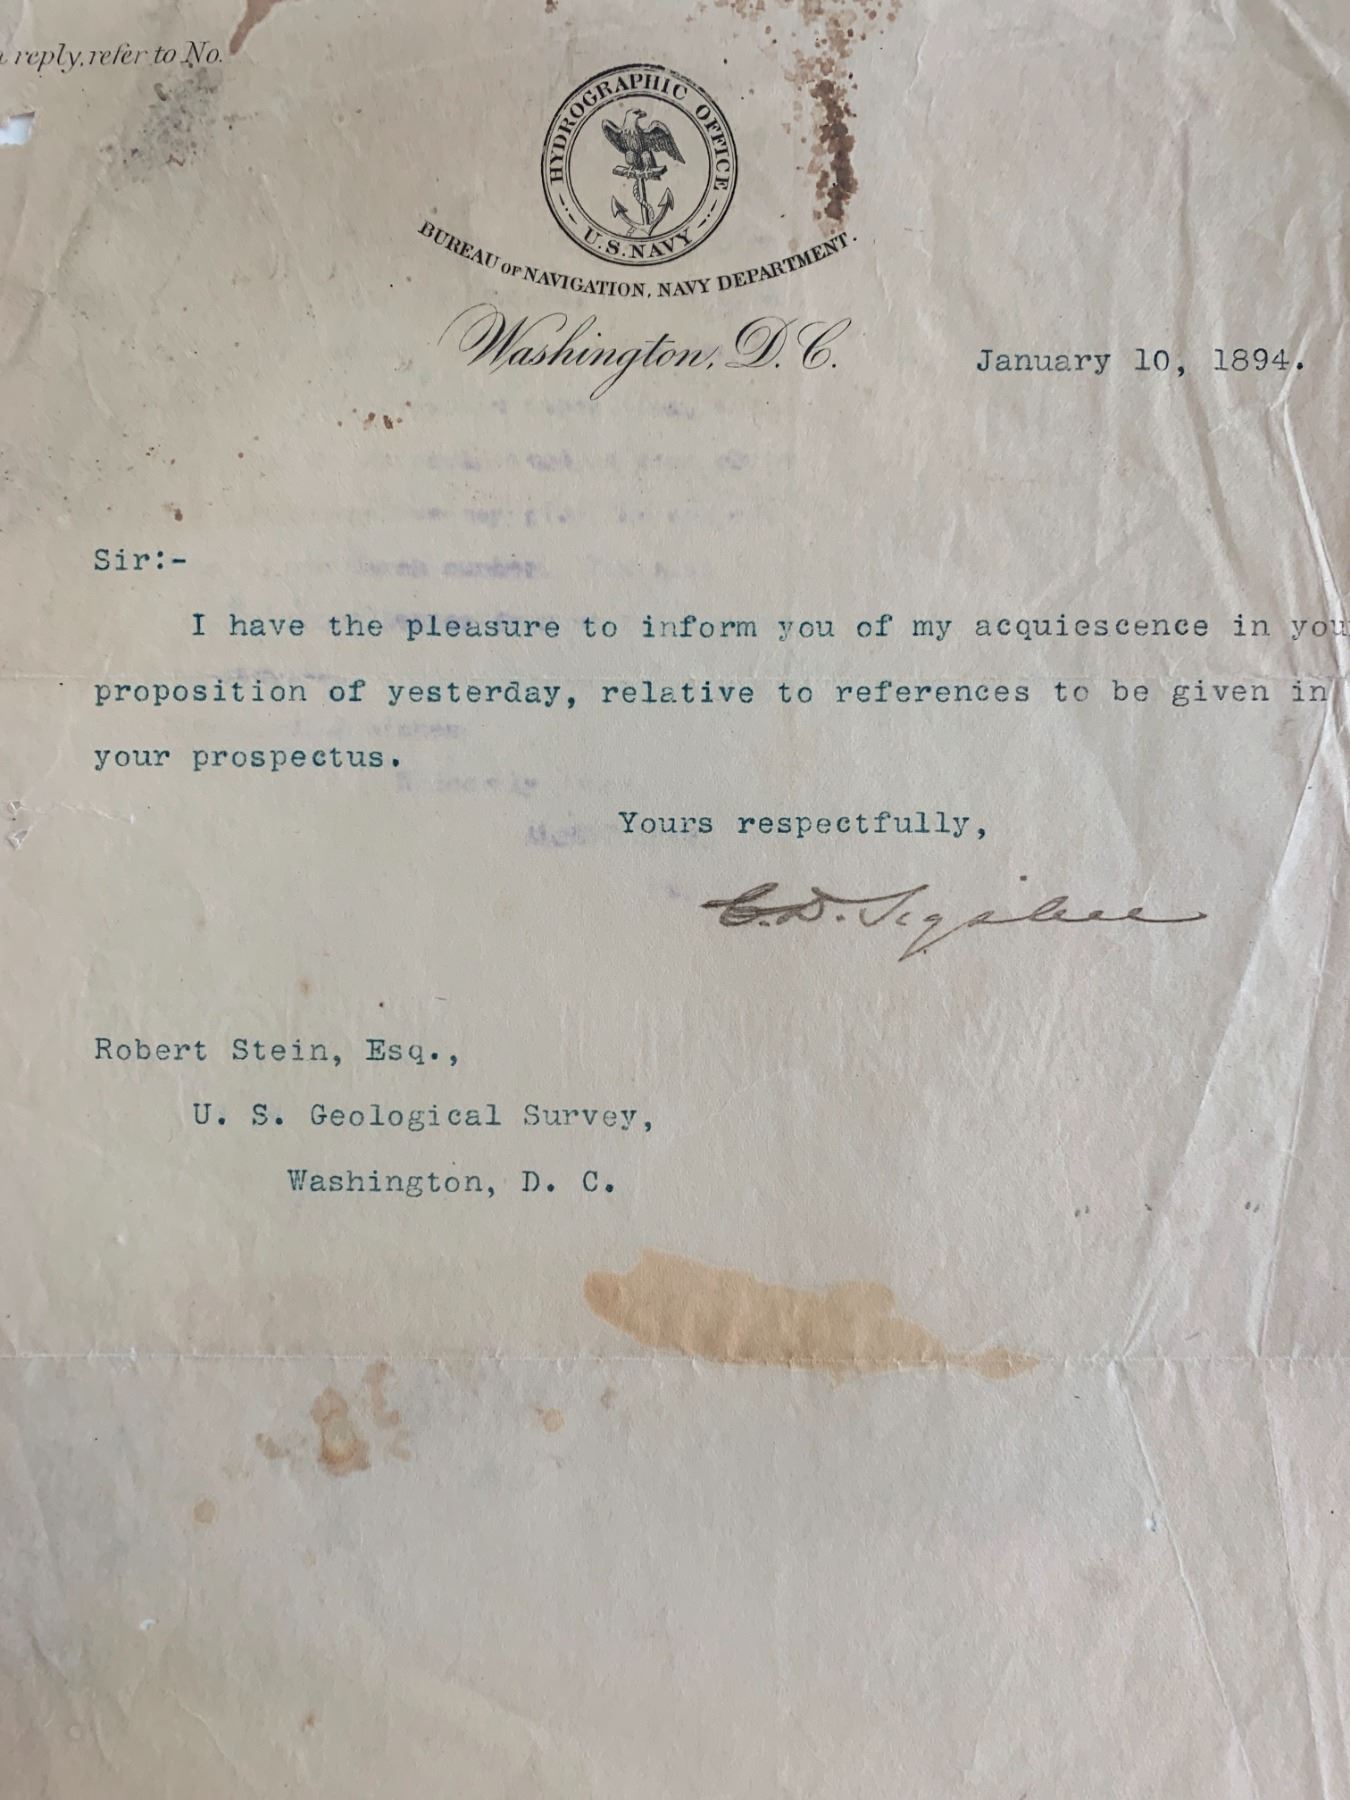 n reply, refer to No.
HYDROGRAPHIC OFFICE
U.S. NAVY
BUREAU OF NAVIGATION, NAVY DEPARTMENT.
Washington, D.C. January 10, 1894.
Sir:-
I have the pleasure to inform you of my acquiescence in you
proposition of yesterday, relative to references to be given in
your prospectus.
Yours respectfully,
C.D. Sigsbee
Robert Stein, Esq.,
U. S. Geological Survey,
Washington, D. C.